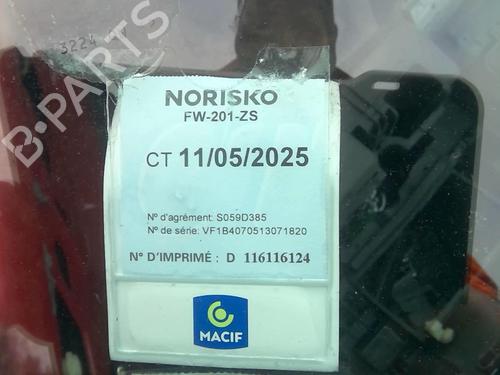 3224
NORISKO
FW-201-ZS
CT 11/05/2025
N° d'agrément: S059D385
N° de série: VF1B4070513071820
N° D'IMPRIMÉ : D 116116124
MACIF
B-PARTS